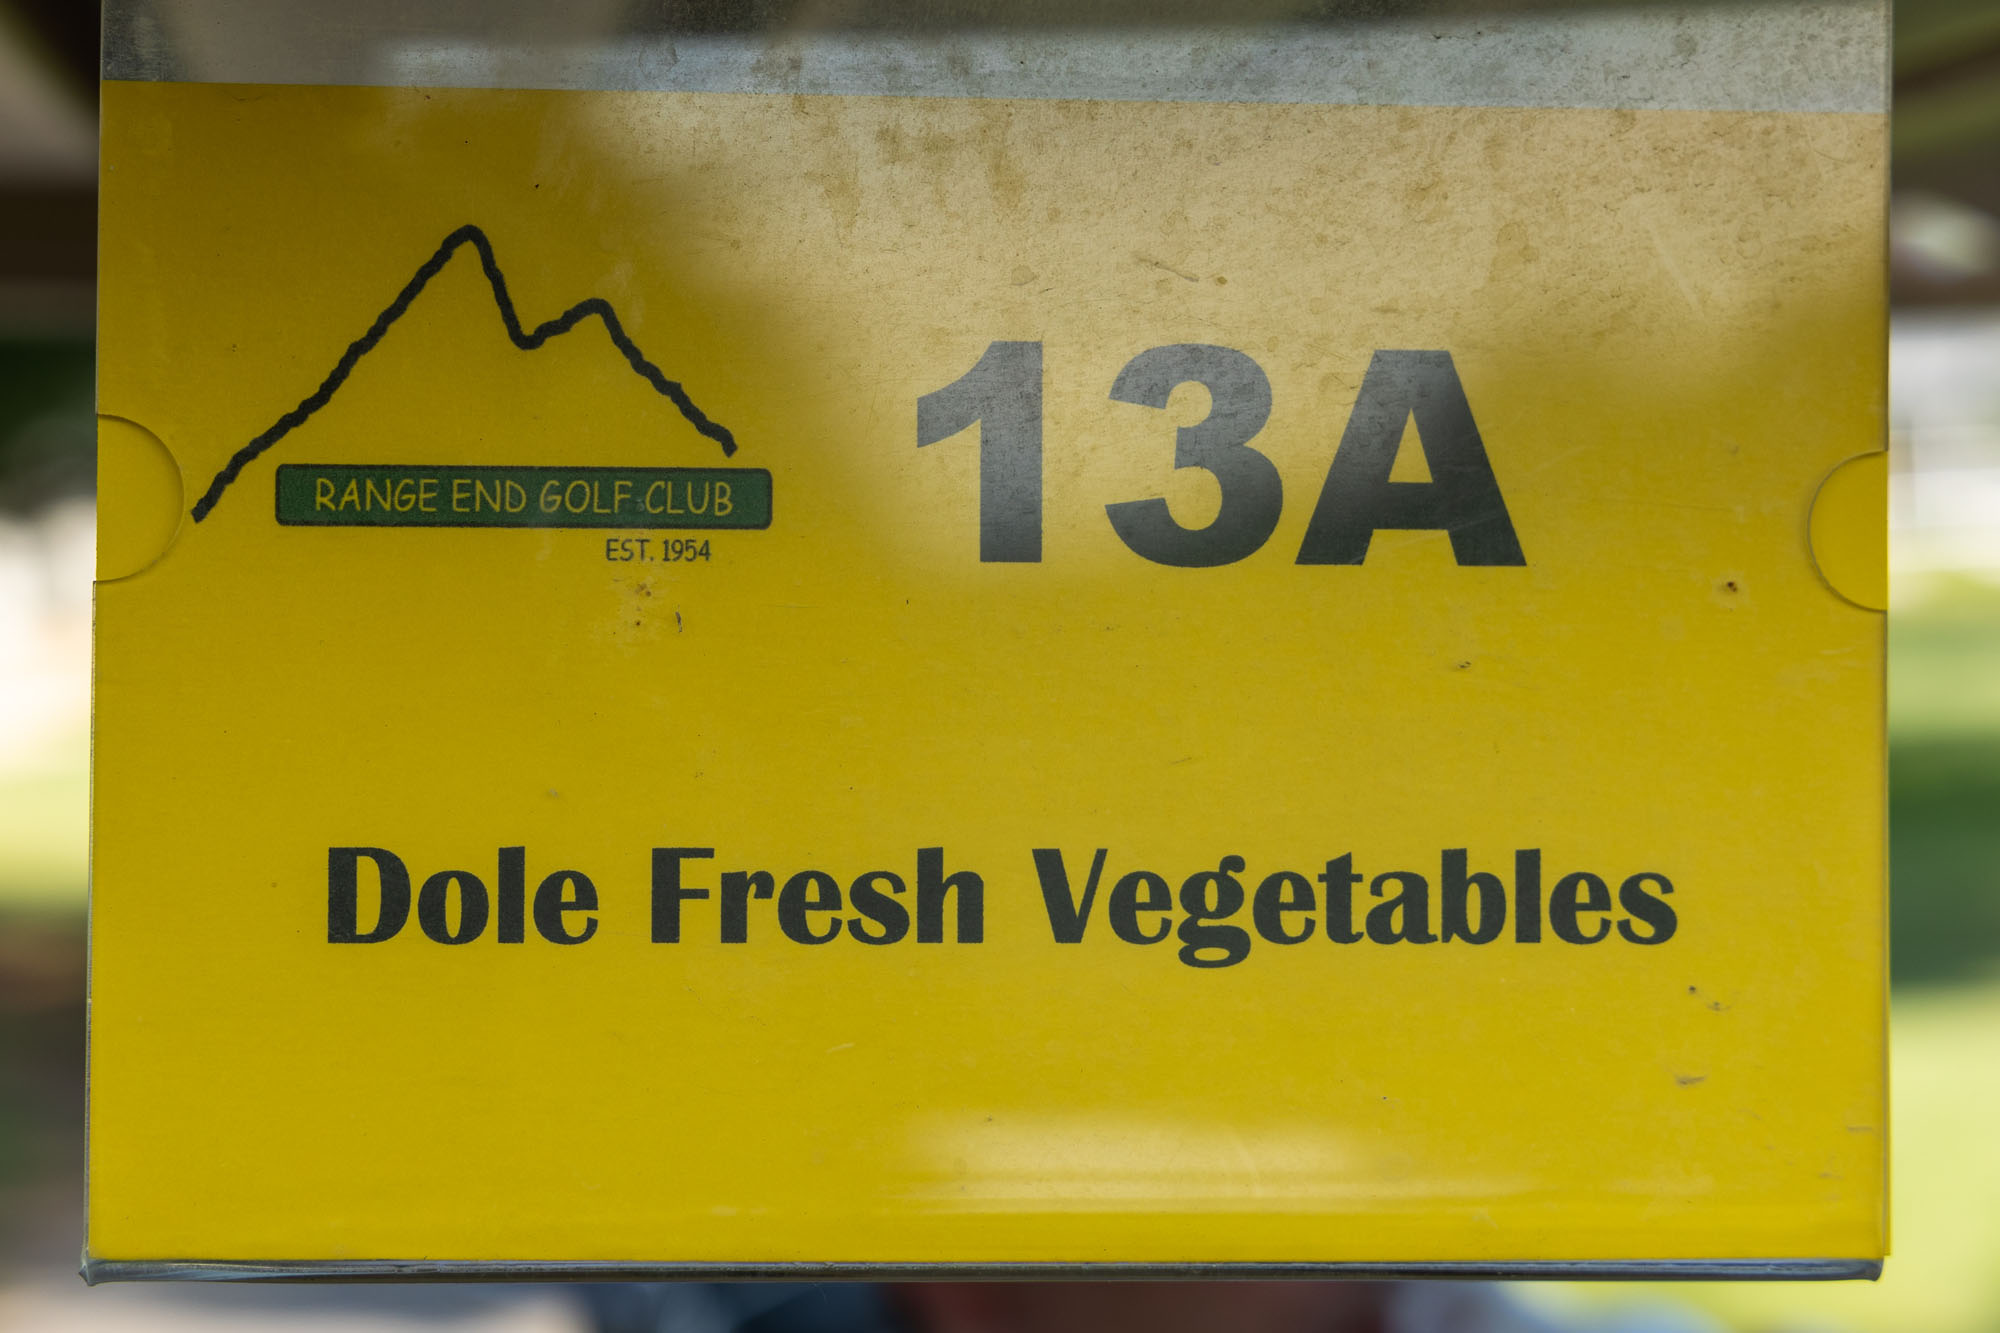 RANGE END GOLF CLUB
EST. 1954
13A
Dole Fresh Vegetables